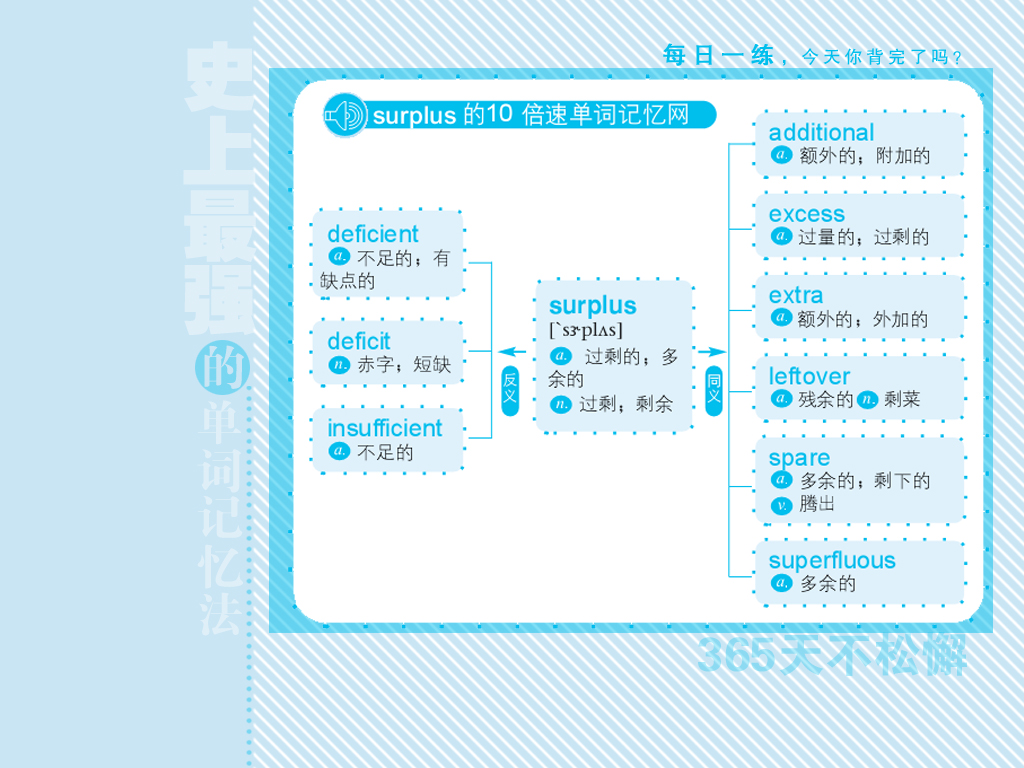 每日一练，今天你背完了吗？
史上最强的单词记忆法
surplus 的10 倍速单词记忆网
deficient
a. 不足的；有
缺点的
deficit
n. 赤字；短缺
insufficient
a. 不足的
反义
surplus
[`sɝplʌs]
a. 过剩的；多
余的
n. 过剩；剩余
同义
additional
a. 额外的；附加的
excess
a. 过量的；过剩的
extra
a. 额外的；外加的
leftover
a. 残余的 n. 剩菜
spare
a. 多余的；剩下的
v. 腾出
superfluous
a. 多余的
365天不松懈